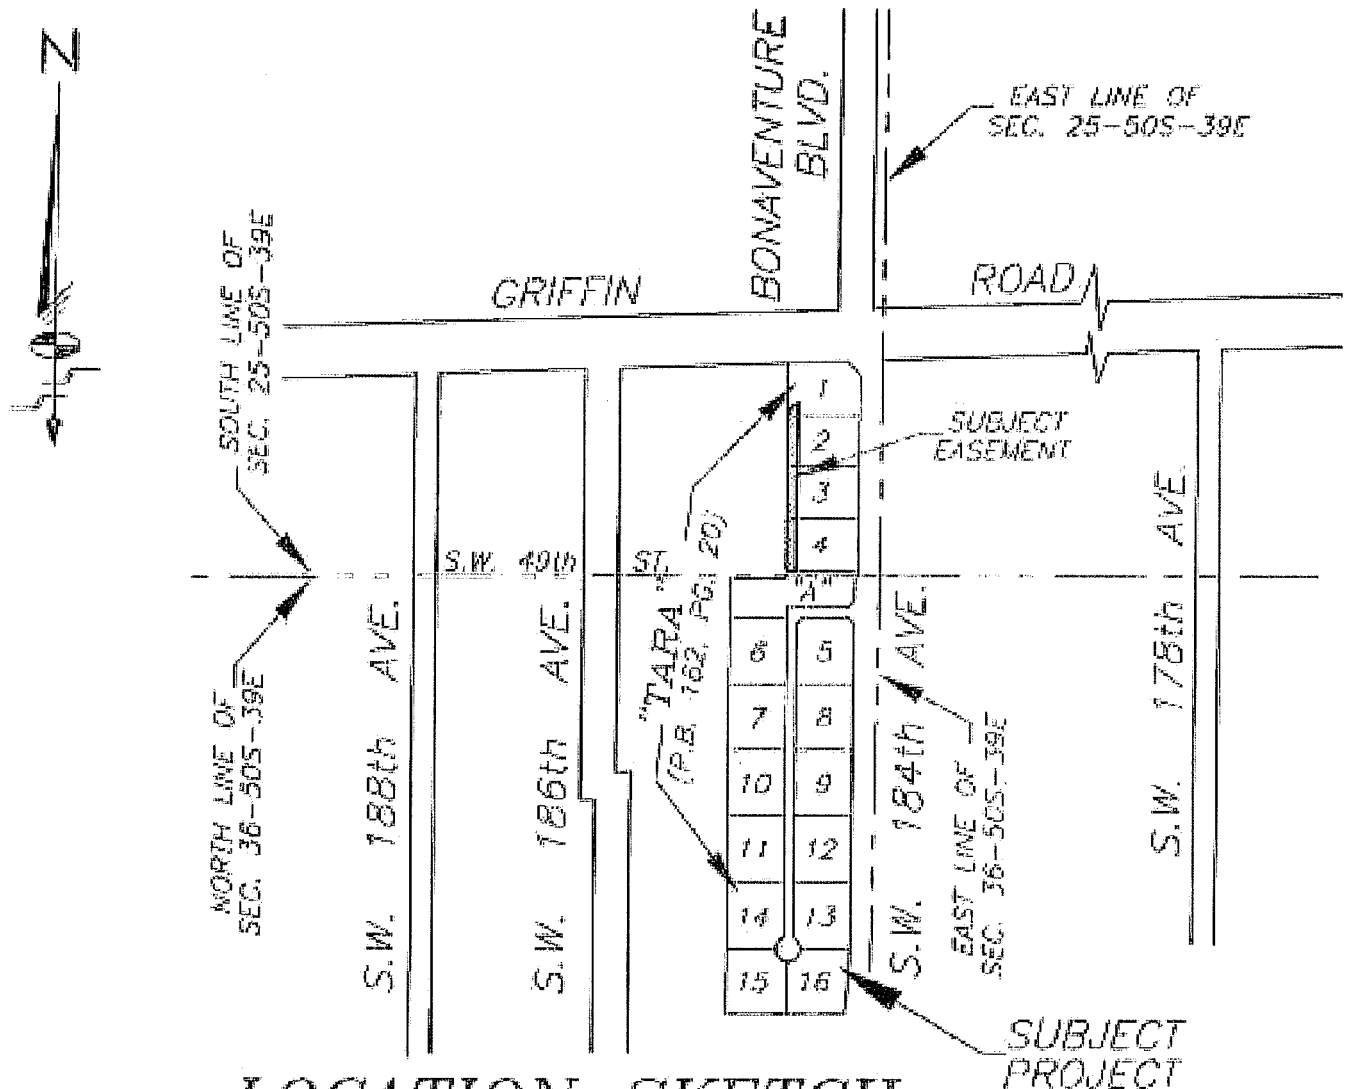 N
BONAVENTURE
BLVD.
EAST LINE OF
SEC. 25-50S-39E
SOUTH LINE OF
SEC. 25-50S-39E
GRIFFIN
ROAD
1
2
3
4
SUBJECT
EASEMENT
S.W. 49th ST.
"A"
"TARA"
(P.B. 162, PG. 20)
NORTH LINE OF
SEC. 36-50S-39E
S.W. 188th AVE.
S.W. 186th AVE.
6
5
7
8
10
9
11
12
14
13
15
16
S.W. 184th AVE.
EAST LINE OF
SEC. 36-50S-39E
S.W. 178th AVE.
SUBJECT
PROJECT
LOCATION SKETCH